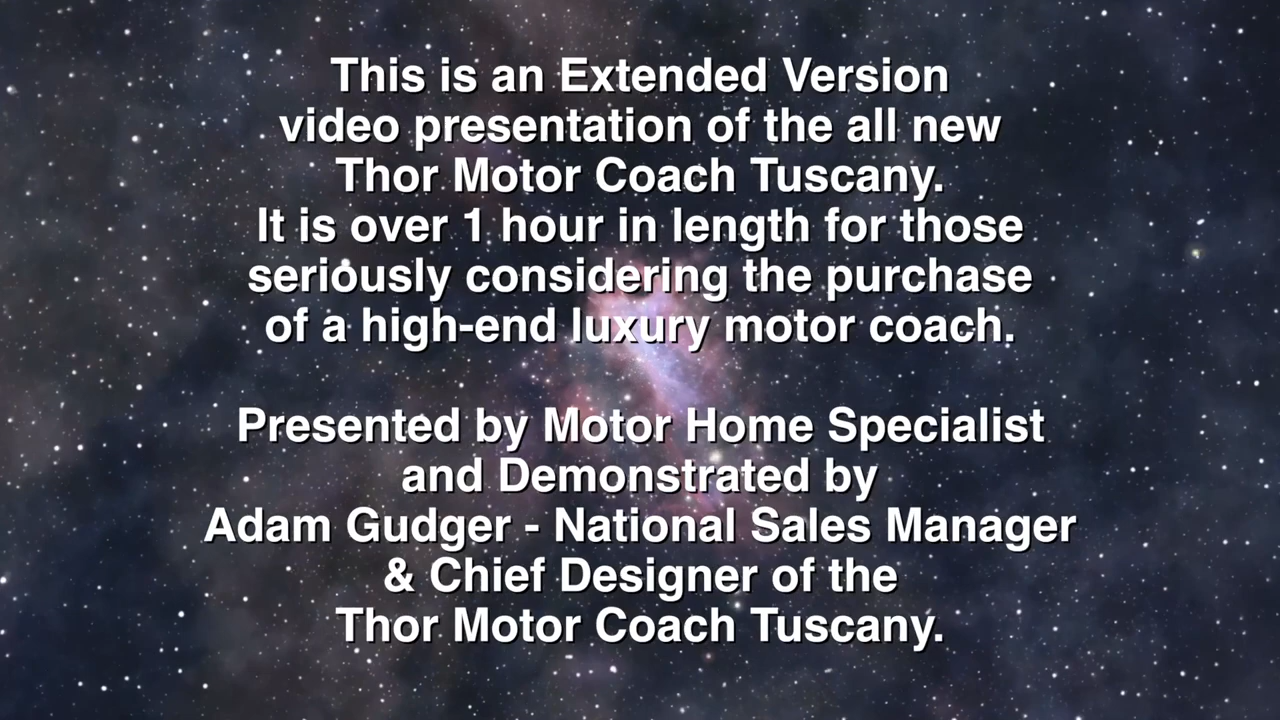 This is an Extended Version
video presentation of the all new
Thor Motor Coach Tuscany.
It is over 1 hour in length for those
seriously considering the purchase
of a high-end luxury motor coach.
Presented by Motor Home Specialist
and Demonstrated by
Adam Gudger - National Sales Manager
& Chief Designer of the
Thor Motor Coach Tuscany.